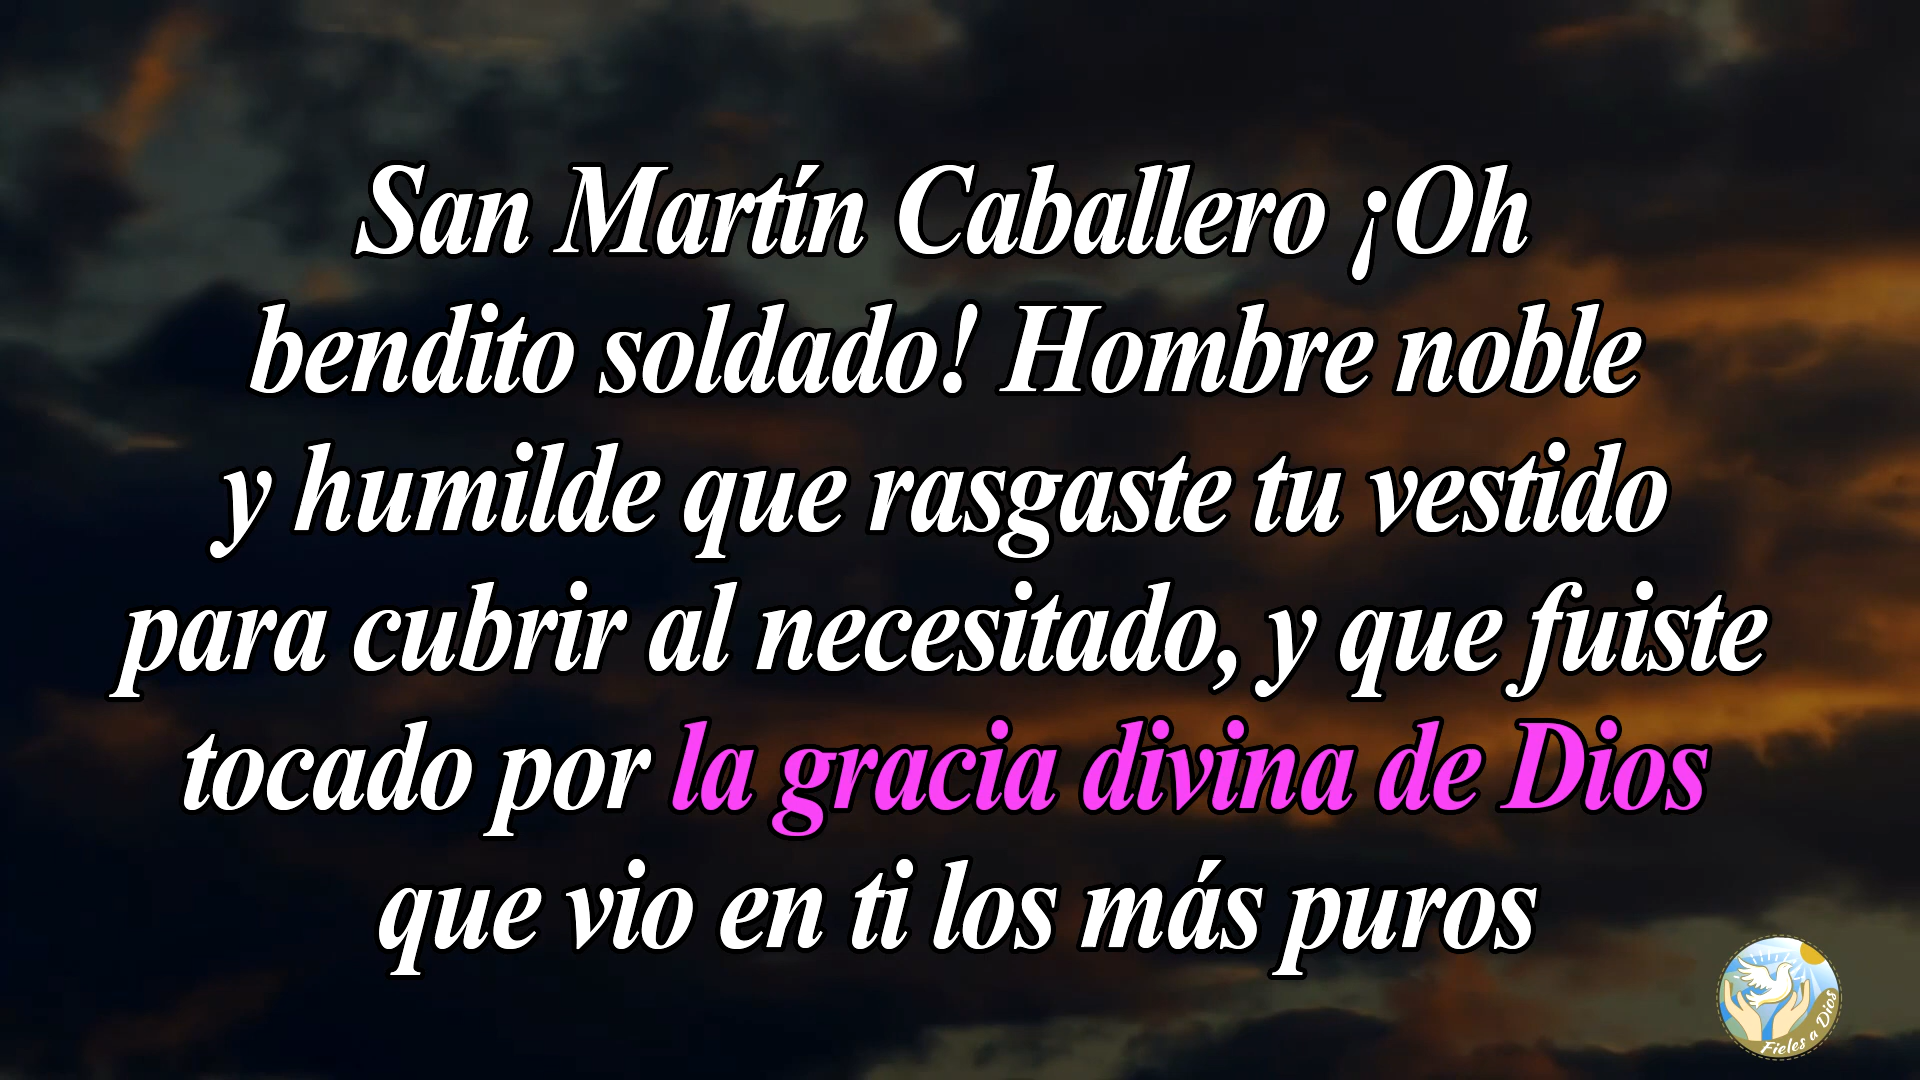 San Martín Caballero ¡Oh
bendito soldado! Hombre noble
y humilde que rasgaste tu vestido
para cubrir al necesitado, y que fuiste
tocado por la gracia divina de Dios
que vio en ti los más puros
Fieles a Dios